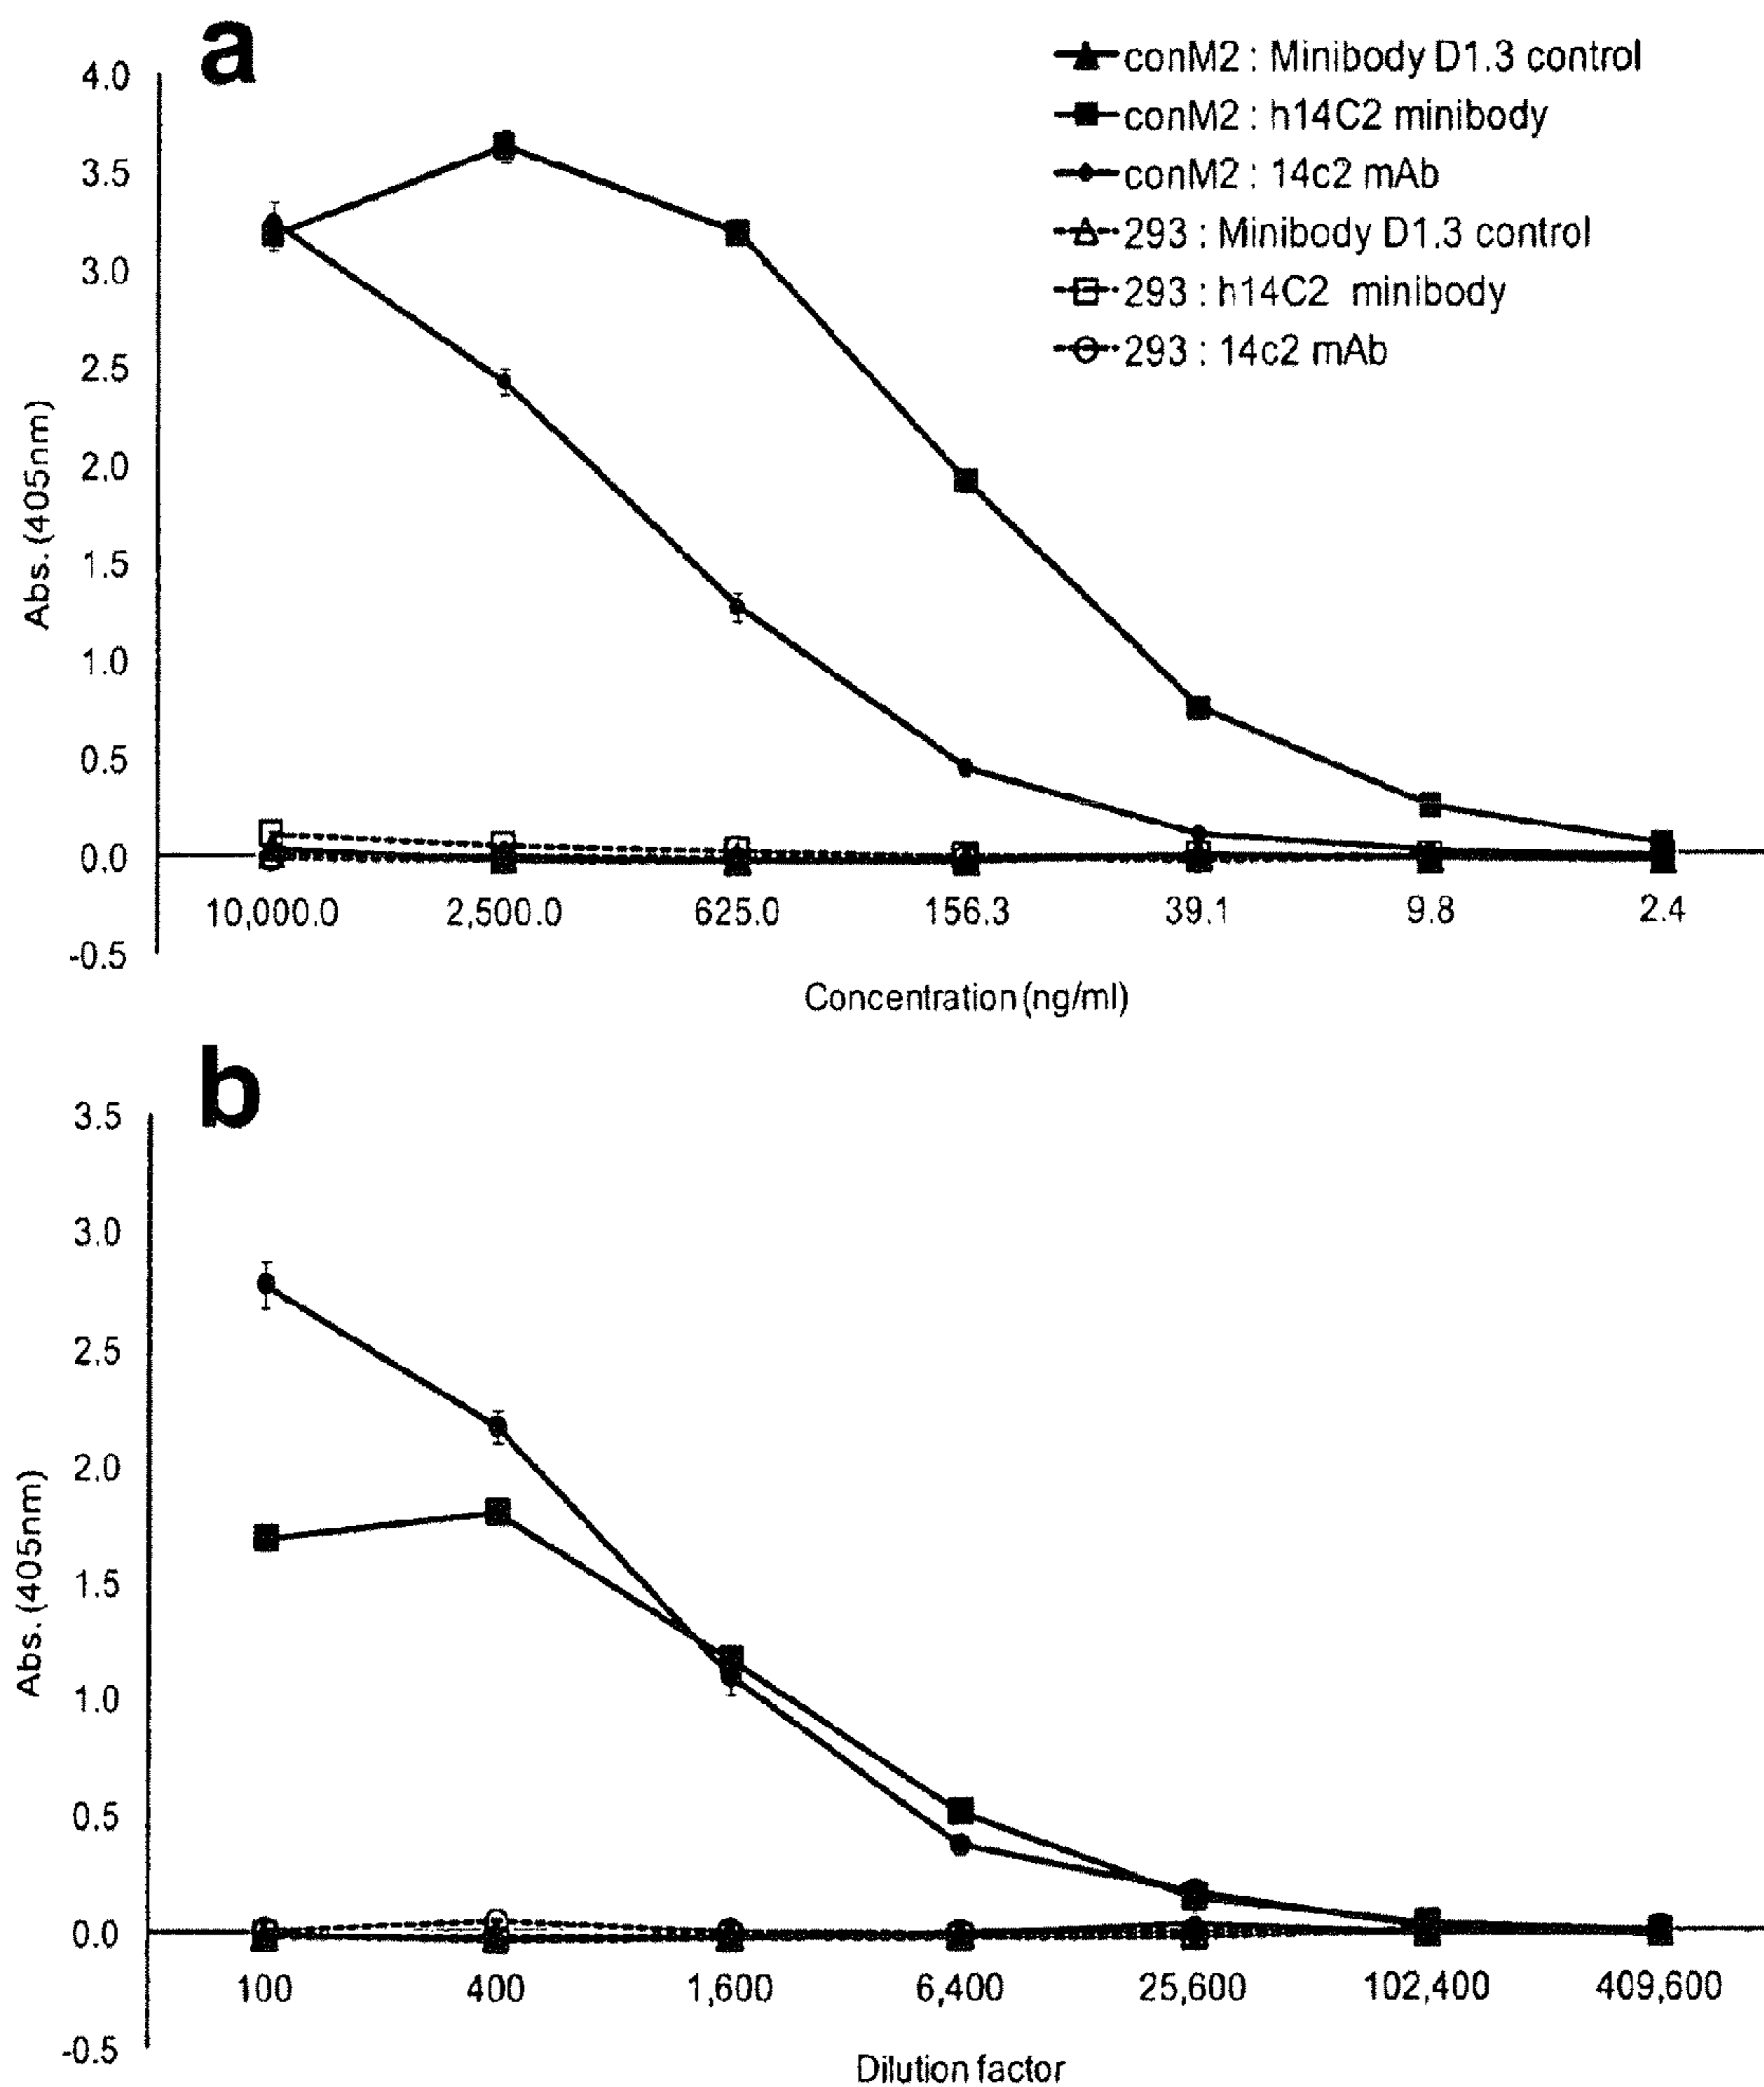 a
conM2 : Minibody D1.3 control
conM2 : h14C2 minibody
conM2 : 14c2 mAb
293 : Minibody D1.3 control
293 : h14C2 minibody
293 : 14c2 mAb
4.0
3.5
3.0
2.5
2.0
1.5
1.0
0.5
0.0
-0.5
Abs. (405nm)
10,000.0 2,500.0 625.0 156.3 39.1 9.8 2.4
Concentration (ng/ml)
b
3.5
3.0
2.5
2.0
1.5
1.0
0.5
0.0
-0.5
Abs. (405nm)
100 400 1,600 6,400 25,600 102,400 409,600
Dilution factor